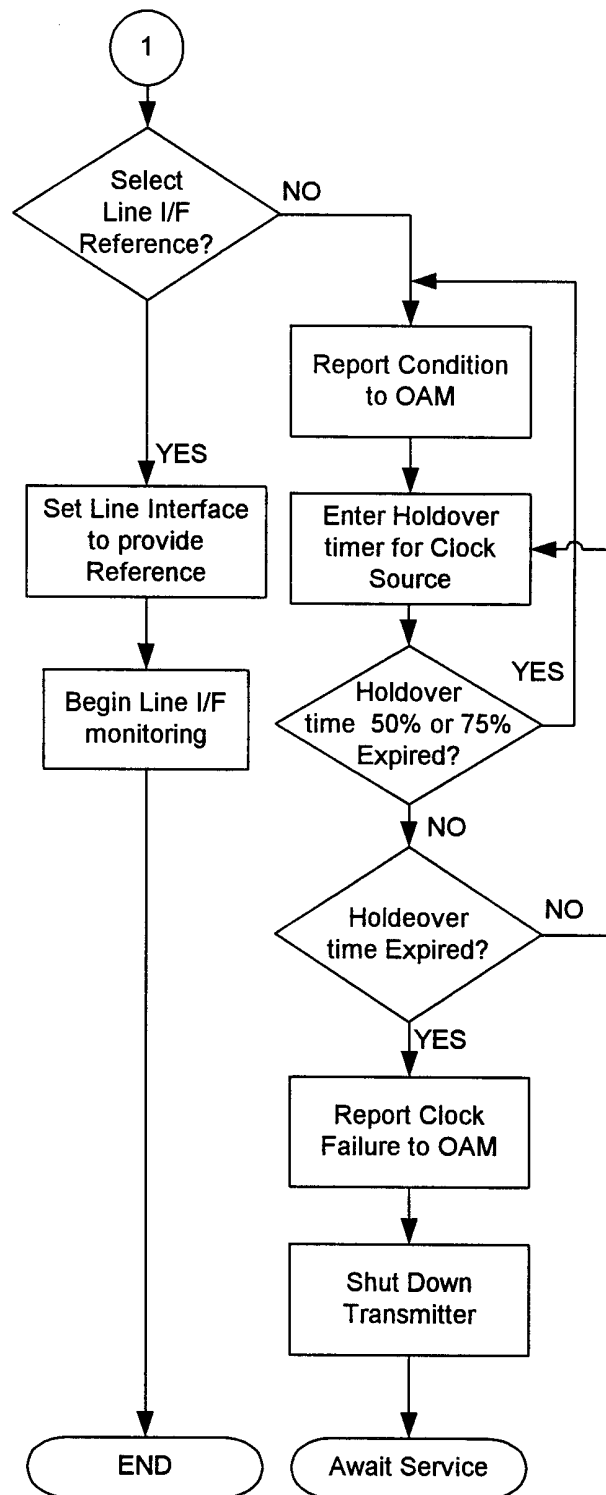 1
Select
Line I/F
Reference?
NO
YES
Set Line Interface
to provide
Reference
Begin Line I/F
monitoring
END
Report Condition
to OAM
Enter Holdover
timer for Clock
Source
Holdover
time 50% or 75%
Expired?
YES
NO
Holdeover
time Expired?
NO
YES
Report Clock
Failure to OAM
Shut Down
Transmitter
Await Service